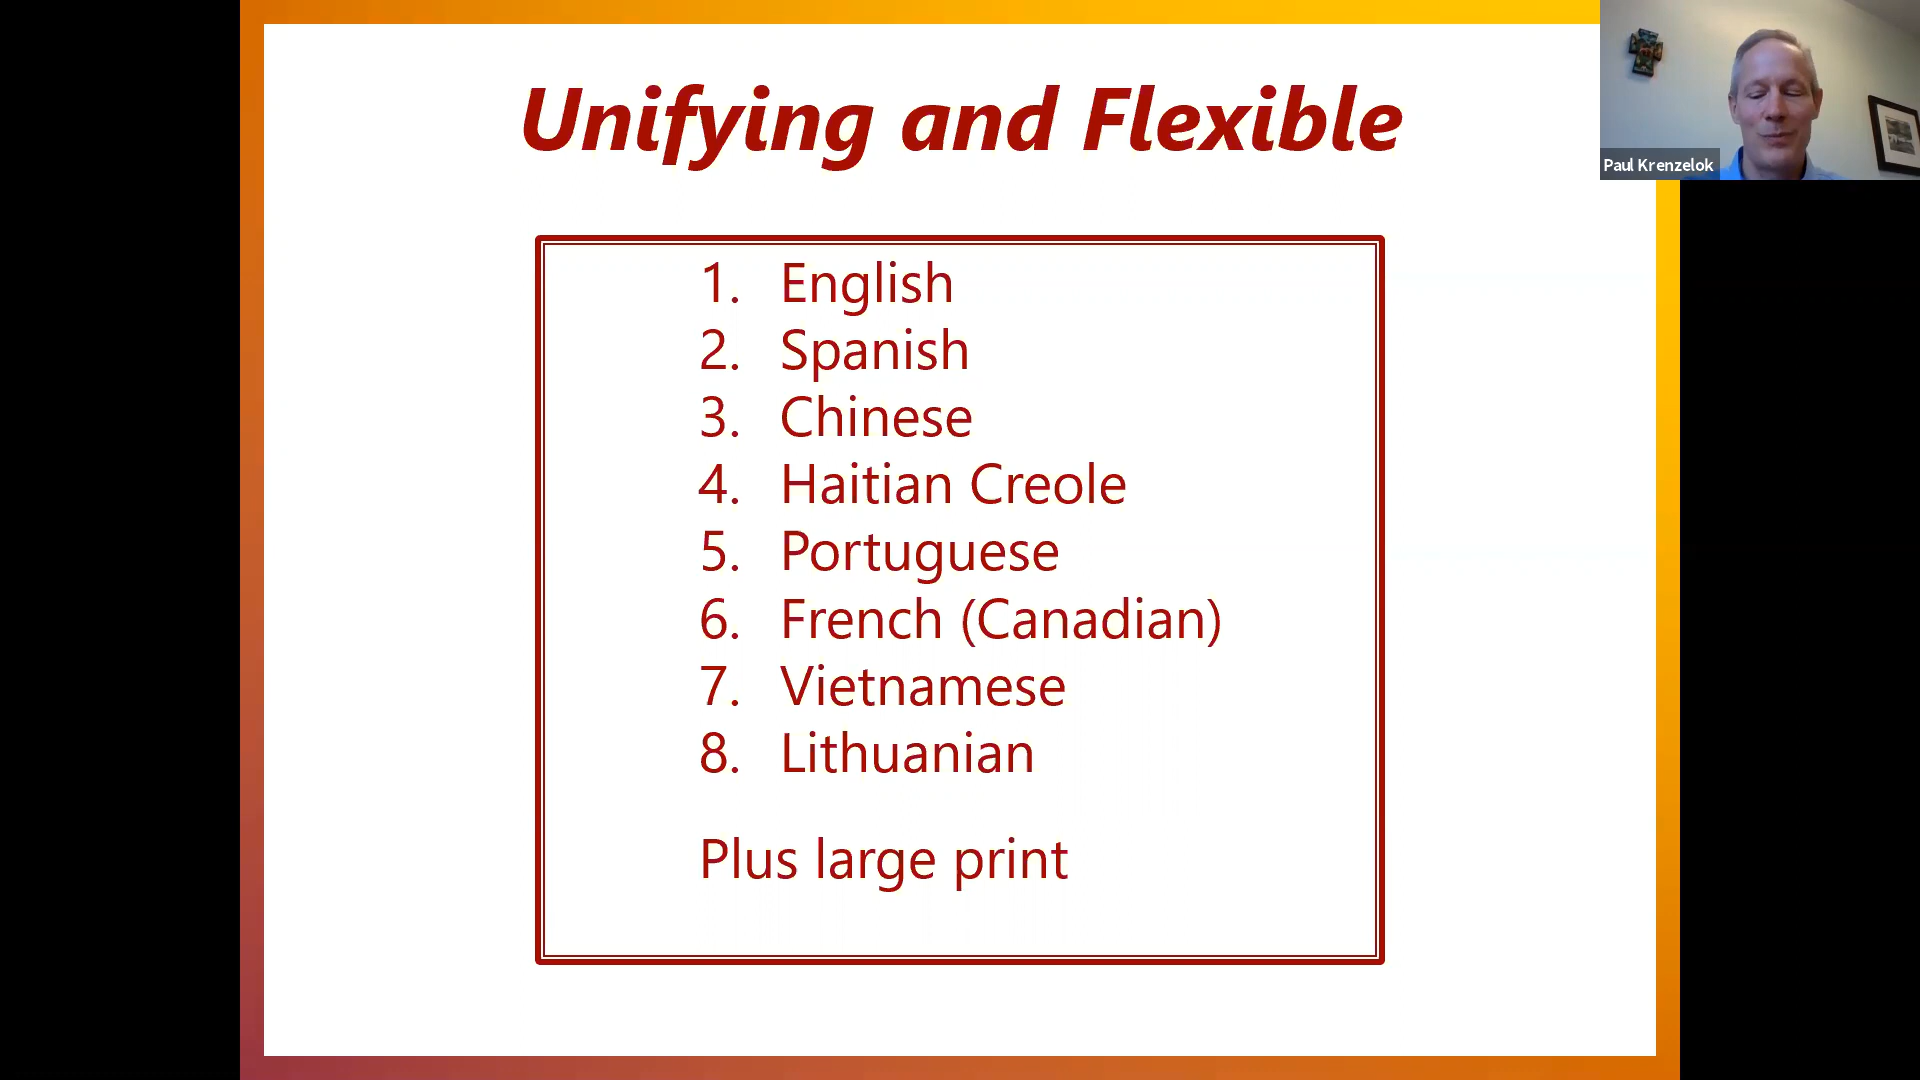 Unifying and Flexible
Paul Krenzelok
1. English
2. Spanish
3. Chinese
4. Haitian Creole
5. Portuguese
6. French (Canadian)
7. Vietnamese
8. Lithuanian
Plus large print